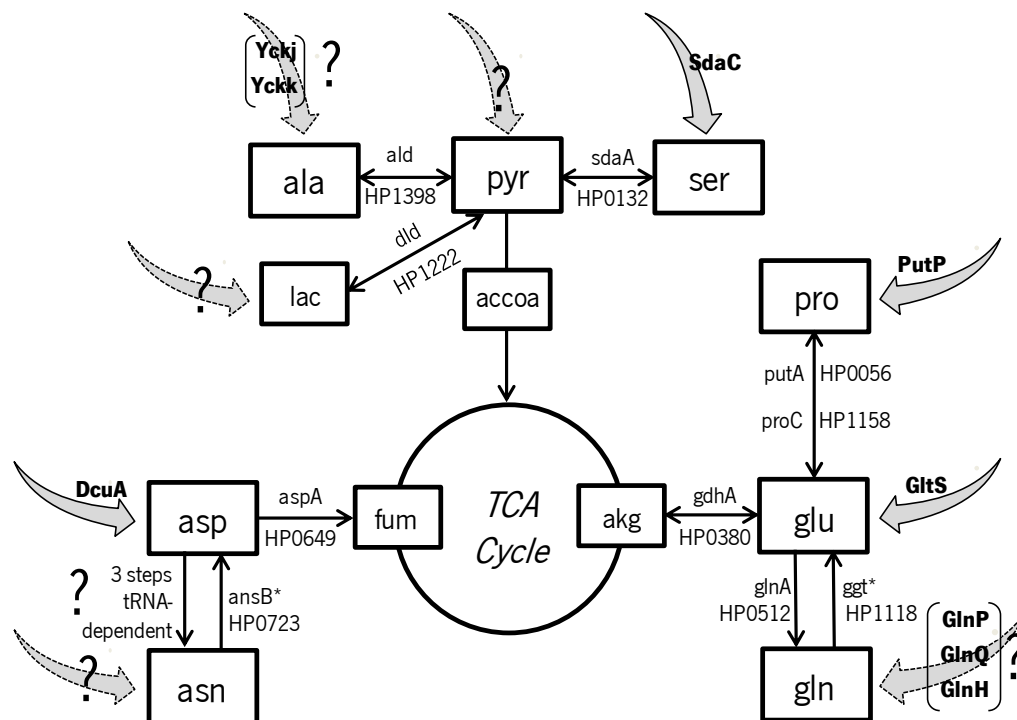 Yckj
Yckk
?
?
SdaC
ala
ald
HP1398
pyr
sdaA
HP0132
ser
dld
HP1222
?
lac
accoa
pro
PutP
putA HP0056
proC HP1158
DcuA
asp
aspA
HP0649
fum
TCA
Cycle
akg
gdhA
HP0380
glu
GltS
?
3 steps
tRNA-
dependent
ansB*
HP0723
glnA
HP0512
ggt*
HP1118
?
asn
gln
GlnP
GlnQ
GlnH
?